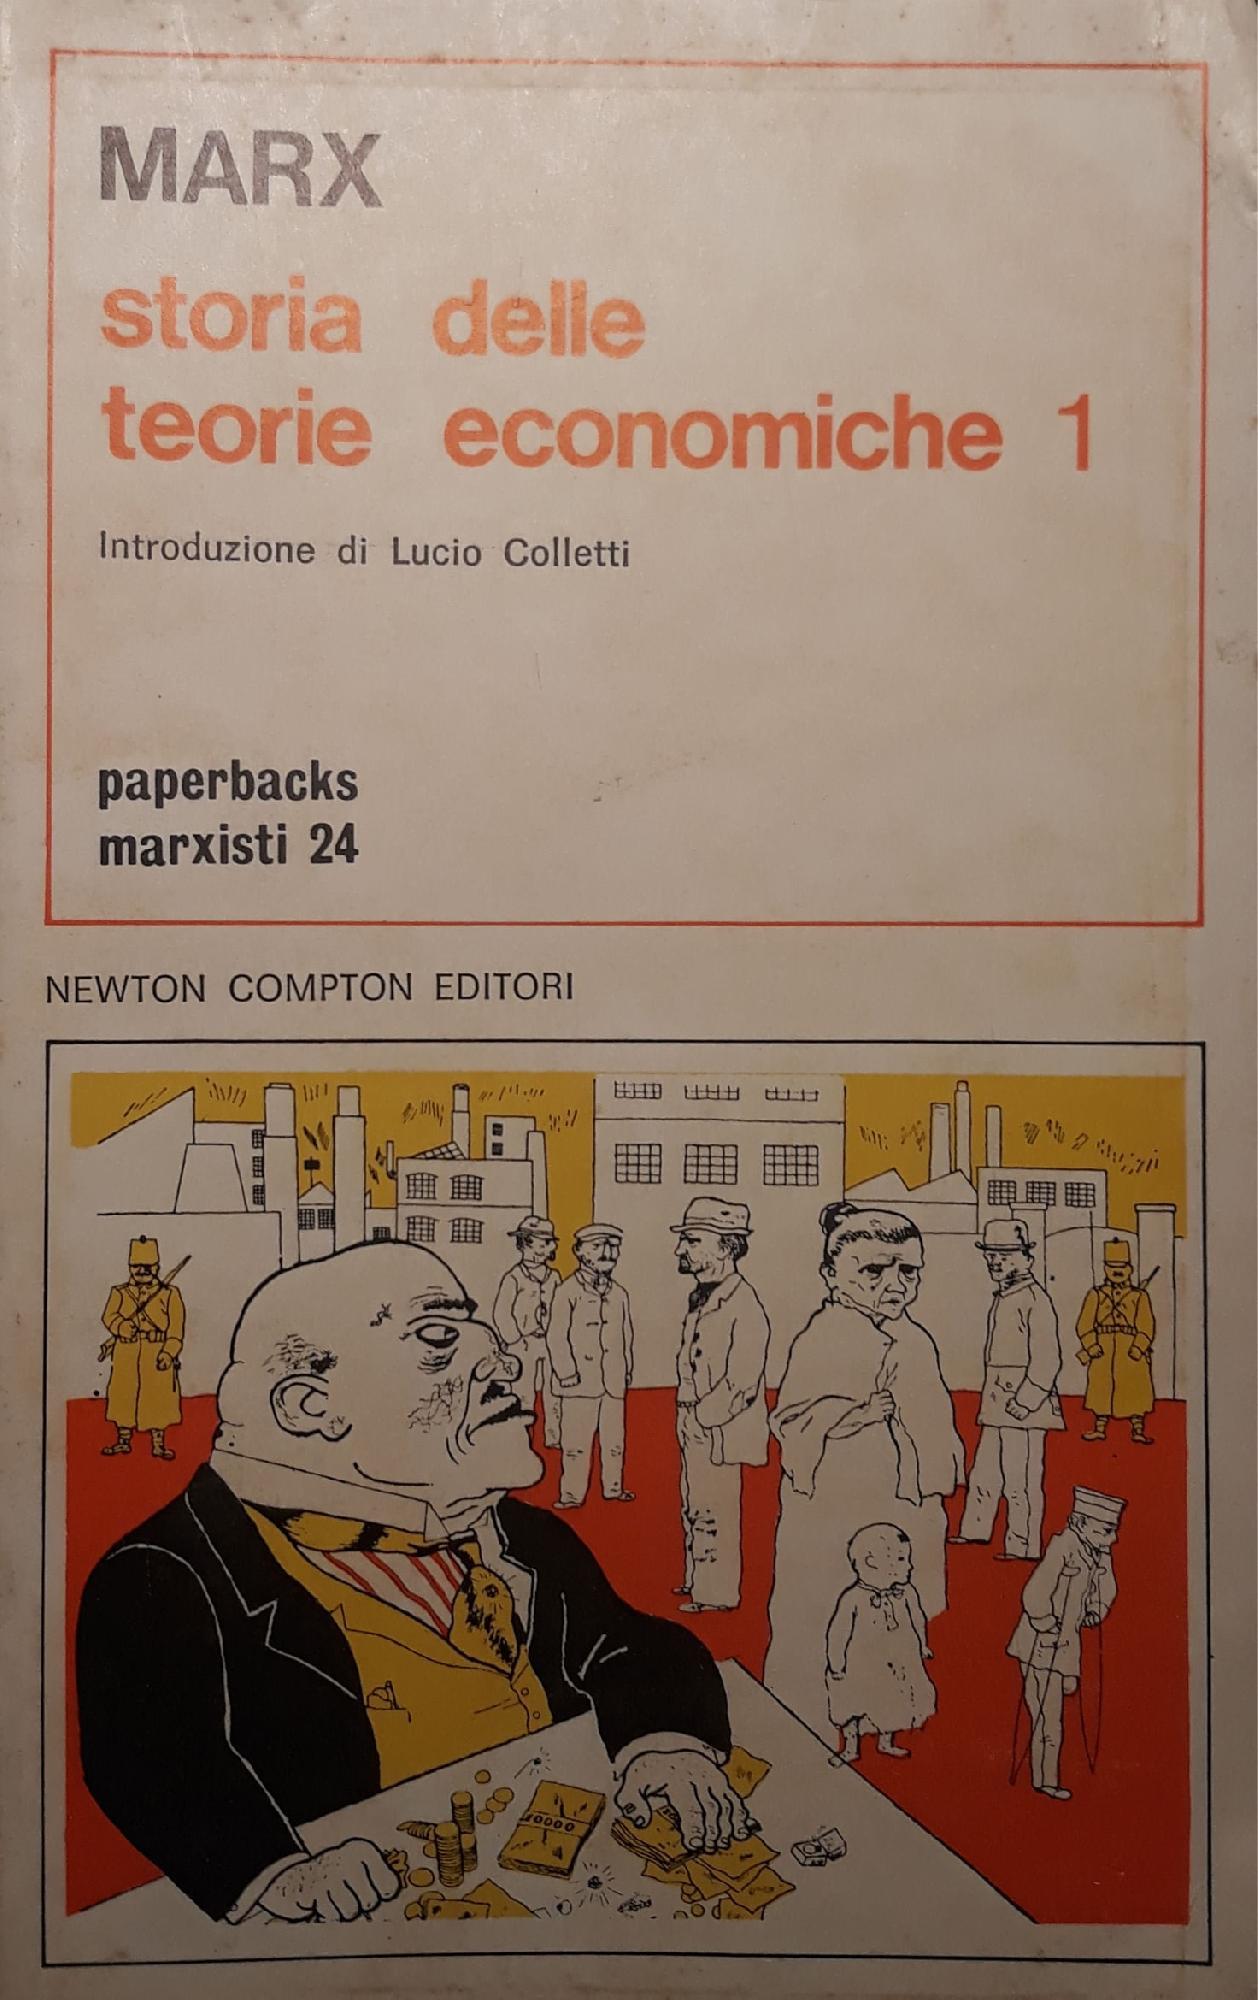 MARX
storia delle
teorie economiche 1
Introduzione di Lucio Colletti
paperbacks
marxisti 24
NEWTON COMPTON EDITORI